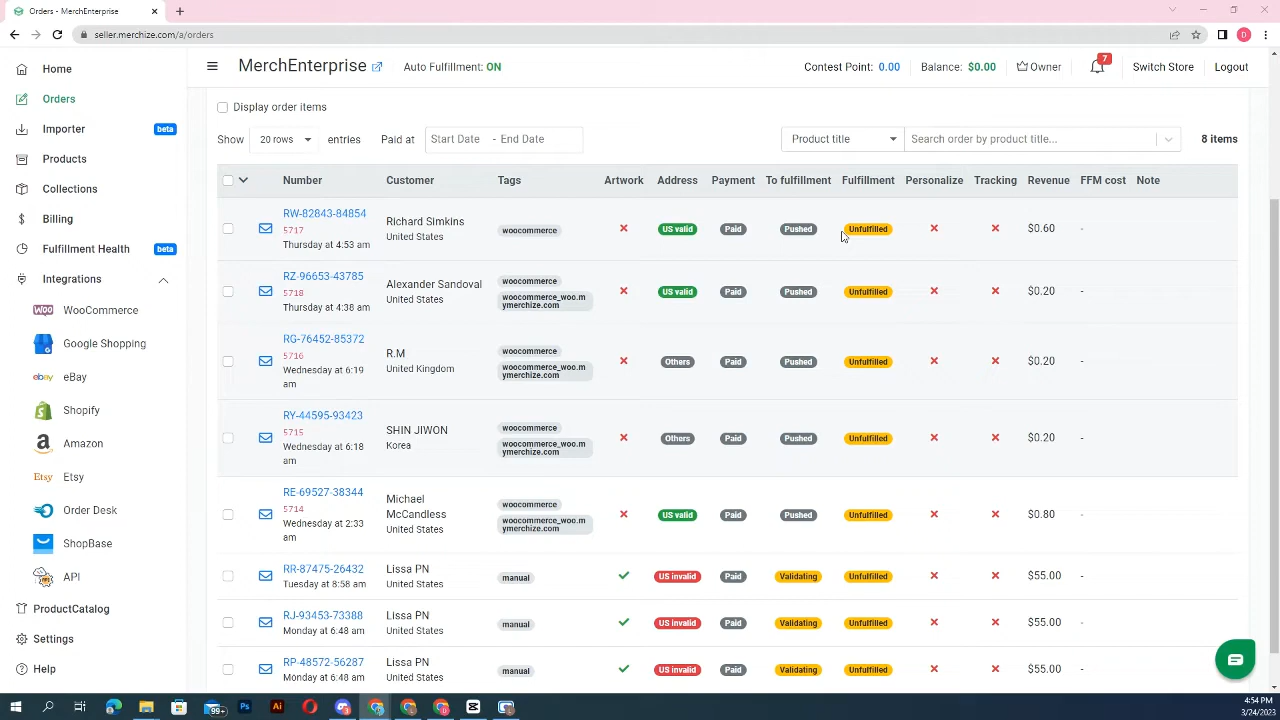 Orders - MerchEnterprise
seller.merchize.com/a/orders
D
MerchEnterprise
Auto Fulfillment: ON
Contest Point: 0.00
Balance: $0.00
Owner
7
Switch Store
Logout
Home
Orders
Importer beta
Products
Collections
Billing
Fulfillment Health beta
Integrations
WooCommerce
Google Shopping
eBay
Shopify
Amazon
Etsy
Order Desk
ShopBase
API
ProductCatalog
Settings
Help
Display order items
Show 20 rows entries Paid at Start Date - End Date Product title Search order by product title... 8 items
Number Customer Tags Artwork Address Payment To fulfillment Fulfillment Personalize Tracking Revenue FFM cost Note
RW-82843-84854
5717
Thursday at 4:53 am
Richard Simkins
United States
woocommerce
US valid Paid Pushed Unfulfilled $0.60 -
RZ-96653-43785
5718
Thursday at 4:38 am
Alexander Sandoval
United States
woocommerce
woocommerce_woo.m
ymerchize.com
US valid Paid Pushed Unfulfilled $0.20 -
RG-76452-85372
5716
Wednesday at 6:19
am
R.M
United Kingdom
woocommerce
woocommerce_woo.m
ymerchize.com
Others Paid Pushed Unfulfilled $0.20 -
RY-44595-93423
5715
Wednesday at 6:18
am
SHIN JIWON
Korea
woocommerce
woocommerce_woo.m
ymerchize.com
Others Paid Pushed Unfulfilled $0.20 -
RE-69527-38344
5714
Wednesday at 2:33
am
Michael
McCandless
United States
woocommerce
woocommerce_woo.m
ymerchize.com
US valid Paid Pushed Unfulfilled $0.80 -
RR-87475-26432
Tuesday at 8:58 am
Lissa PN
United States
manual
US invalid Paid Validating Unfulfilled $55.00 -
RJ-93453-73388
Monday at 6:48 am
Lissa PN
United States
manual
US invalid Paid Validating Unfulfilled $55.00 -
RP-48572-56287
Monday at 6:48 am
Lissa PN
United States
manual
US invalid Paid Validating Unfulfilled $55.00 -
99+
4:54 PM
3/24/2023